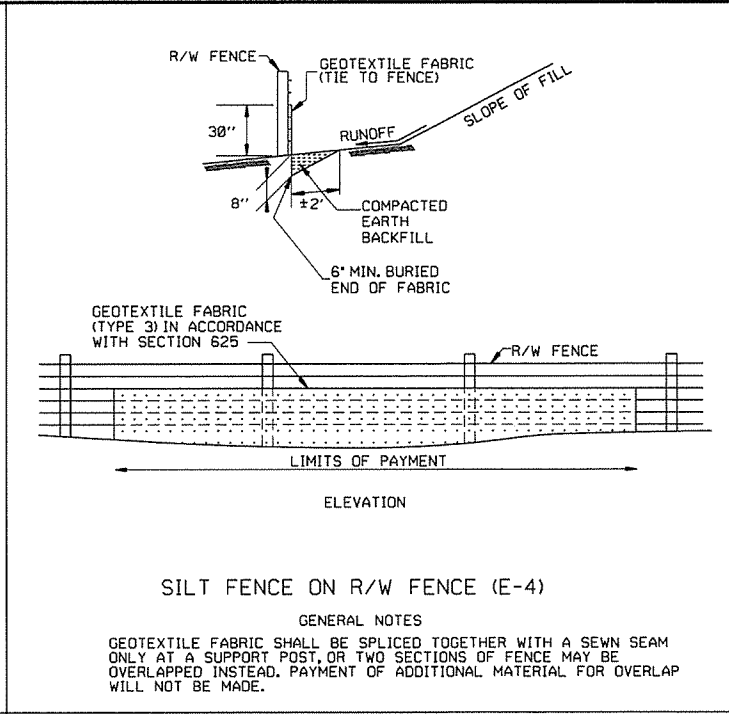 R/W FENCE
GEOTEXTILE FABRIC
(TIE TO FENCE)
SLOPE OF FILL
30"
RUNOFF
8"
±2'
COMPACTED
EARTH
BACKFILL
6" MIN. BURIED
END OF FABRIC
GEOTEXTILE FABRIC
(TYPE 3) IN ACCORDANCE
WITH SECTION 625
R/W FENCE
LIMITS OF PAYMENT
ELEVATION
SILT FENCE ON R/W FENCE (E-4)
GENERAL NOTES
GEOTEXTILE FABRIC SHALL BE SPLICED TOGETHER WITH A SEWN SEAM
ONLY AT A SUPPORT POST, OR TWO SECTIONS OF FENCE MAY BE
OVERLAPPED INSTEAD. PAYMENT OF ADDITIONAL MATERIAL FOR OVERLAP
WILL NOT BE MADE.